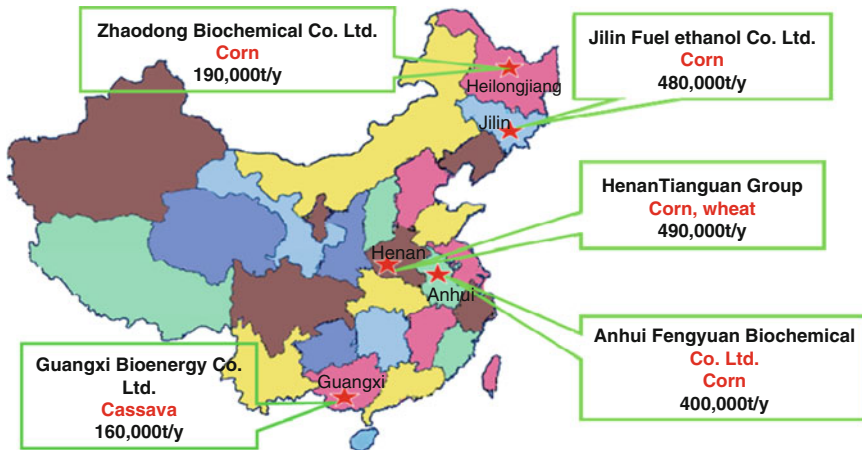 Zhaodong Biochemical Co. Ltd.
Corn
190,000t/y
Jilin Fuel ethanol Co. Ltd.
Corn
480,000t/y
Heilongjiang
Jilin
HenanTianguan Group
Corn, wheat
490,000t/y
Henan
Anhui
Anhui Fengyuan Biochemical
Co. Ltd.
Corn
400,000t/y
Guangxi Bioenergy Co.
Ltd.
Cassava
160,000t/y
Guangxi